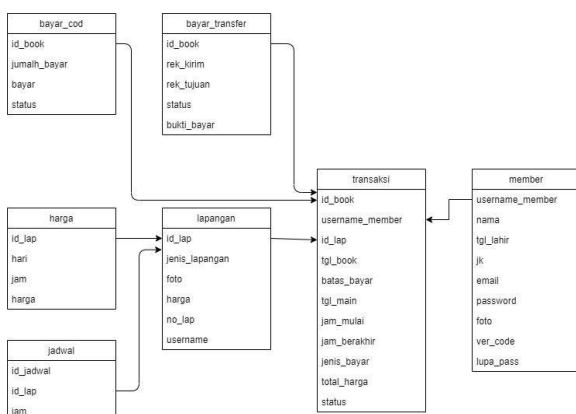 bayar_cod
id_book
jumalh_bayar
bayar
status
bayar_transfer
id_book
rek_kirim
rek_tujuan
status
bukti_bayar
transaksi
id_book
username_member
id_lap
tgl_book
batas_bayar
tgl_main
jam_mulai
jam_berakhir
jenis_bayar
total_harga
status
member
username_member
nama
tgl_lahir
jk
email
password
foto
ver_code
lupa_pass
harga
id_lap
hari
jam
harga
lapangan
id_lap
jenis_lapangan
foto
harga
no_lap
username
jadwal
id_jadwal
id_lap
jam